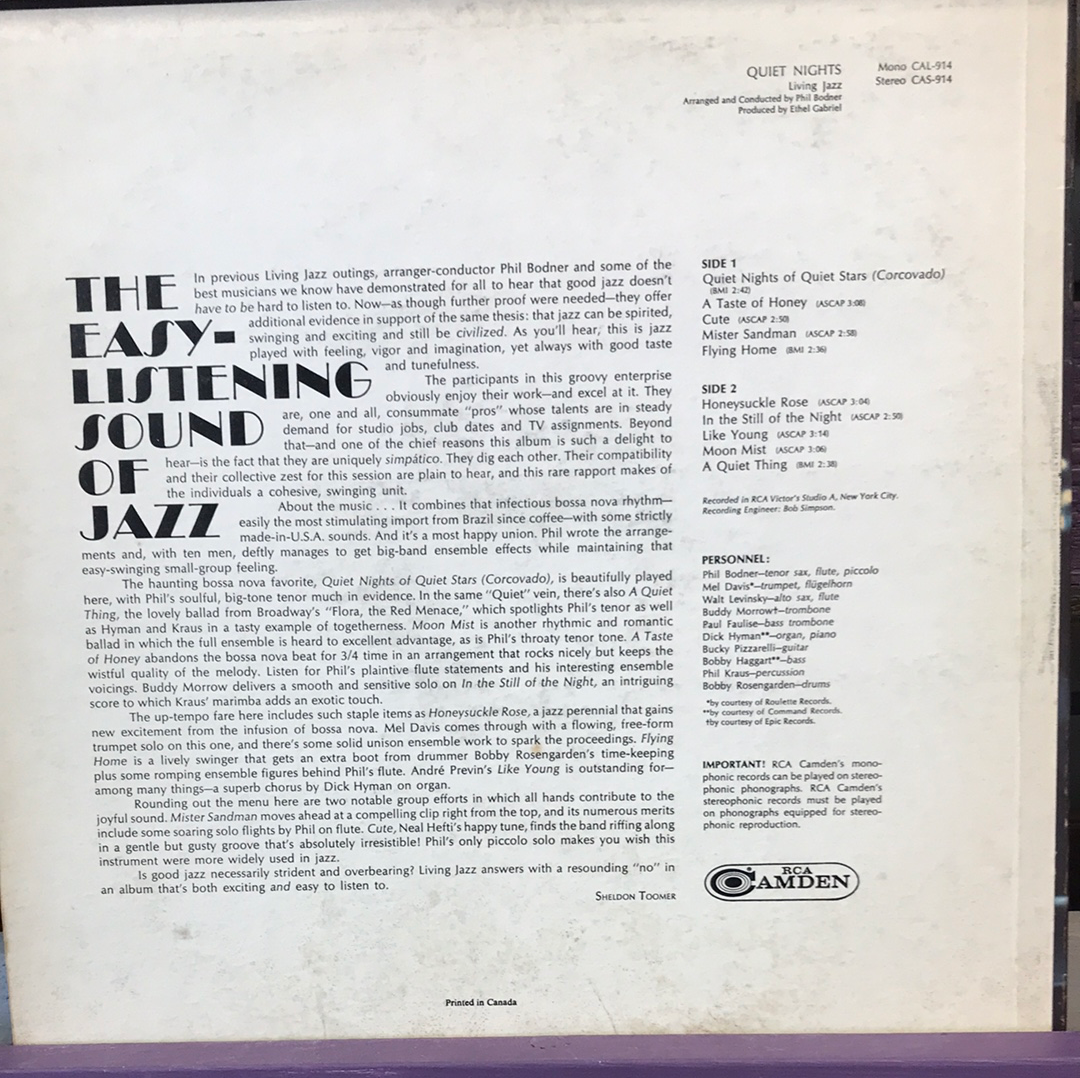 QUIET NIGHTS
Living Jazz
Arranged and Conducted by Phil Bodner
Produced by Ethel Gabriel
Mono CAL-914
Stereo CAS-914
THE
EASY-
LISTENING
SOUND
OF
JAZZ
In previous Living Jazz outings, arranger-conductor Phil Bodner and some of the
best musicians we know have demonstrated for all to hear that good jazz doesn't
have to be hard to listen to. Now—as though further proof were needed—they offer
additional evidence in support of the same thesis: that jazz can be spirited,
swinging and exciting and still be civilized. As you'll hear, this is jazz
played with feeling, vigor and imagination, yet always with good taste
and tunefulness.
The participants in this groovy enterprise
obviously enjoy their work—and excel at it. They
are, one and all, consummate "pros" whose talents are in steady
demand for studio jobs, club dates and TV assignments. Beyond
that—and one of the chief reasons this album is such a delight to
hear—is the fact that they are uniquely simpático. They dig each other. Their compatibility
and their collective zest for this session are plain to hear, and this rare rapport makes of
the individuals a cohesive, swinging unit.
About the music . . . It combines that infectious bossa nova rhythm—
easily the most stimulating import from Brazil since coffee—with some strictly
made-in-U.S.A. sounds. And it's a most happy union. Phil wrote the arrange-
ments and, with ten men, deftly manages to get big-band ensemble effects while maintaining that
easy-swinging small-group feeling.
The haunting bossa nova favorite, Quiet Nights of Quiet Stars (Corcovado), is beautifully played
here, with Phil's soulful, big-tone tenor much in evidence. In the same "Quiet" vein, there's also A Quiet
Thing, the lovely ballad from Broadway's "Flora, the Red Menace," which spotlights Phil's tenor as well
as Hyman and Kraus in a tasty example of togetherness. Moon Mist is another rhythmic and romantic
ballad in which the full ensemble is heard to excellent advantage, as is Phil's throaty tenor tone. A Taste
of Honey abandons the bossa nova beat for 3/4 time in an arrangement that rocks nicely but keeps the
wistful quality of the melody. Listen for Phil's plaintive flute statements and his interesting ensemble
voicings. Buddy Morrow delivers a smooth and sensitive solo on In the Still of the Night, an intriguing
score to which Kraus' marimba adds an exotic touch.
The up-tempo fare here includes such staple items as Honeysuckle Rose, a jazz perennial that gains
new excitement from the infusion of bossa nova. Mel Davis comes through with a flowing, free-form
trumpet solo on this one, and there's some solid unison ensemble work to spark the proceedings. Flying
Home is a lively swinger that gets an extra boot from drummer Bobby Rosengarden's time-keeping
plus some romping ensemble figures behind Phil's flute. André Previn's Like Young is outstanding for—
among many things—a superb chorus by Dick Hyman on organ.
Rounding out the menu here are two notable group efforts in which all hands contribute to the
joyful sound. Mister Sandman moves ahead at a compelling clip right from the top, and its numerous merits
include some soaring solo flights by Phil on flute. Cute, Neal Hefti's happy tune, finds the band riffing along
in a gentle but gusty groove that's absolutely irresistible! Phil's only piccolo solo makes you wish this
instrument were more widely used in jazz.
Is good jazz necessarily strident and overbearing? Living Jazz answers with a resounding "no" in
an album that's both exciting and easy to listen to.
SHELDON TOOMER
SIDE 1
Quiet Nights of Quiet Stars (Corcovado)
(BMI 2:42)
A Taste of Honey (ASCAP 3:08)
Cute (ASCAP 2:50)
Mister Sandman (ASCAP 2:58)
Flying Home (BMI 2:36)
SIDE 2
Honeysuckle Rose (ASCAP 3:04)
In the Still of the Night (ASCAP 2:50)
Like Young (ASCAP 3:14)
Moon Mist (ASCAP 3:06)
A Quiet Thing (BMI 2:38)
Recorded in RCA Victor's Studio A, New York City.
Recording Engineer: Bob Simpson.
PERSONNEL:
Phil Bodner—tenor sax, flute, piccolo
Mel Davis*—trumpet, flügelhorn
Walt Levinsky—alto sax, flute
Buddy Morrow†—trombone
Paul Faulise—bass trombone
Dick Hyman**—organ, piano
Bucky Pizzarelli—guitar
Bobby Haggart**—bass
Phil Kraus—percussion
Bobby Rosengarden—drums
*by courtesy of Roulette Records.
**by courtesy of Command Records.
†by courtesy of Epic Records.
IMPORTANT! RCA Camden's mono-
phonic records can be played on stereo-
phonic phonographs. RCA Camden's
stereophonic records must be played
on phonographs equipped for stereo-
phonic reproduction.
RCA
CAMDEN
Printed in Canada